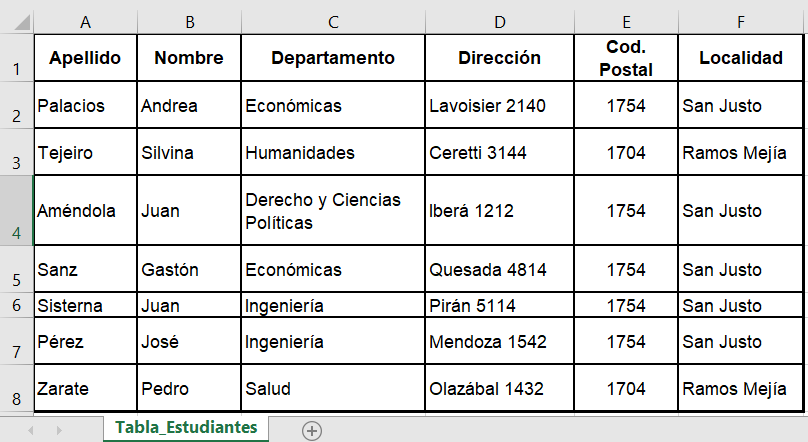 A B C D E F
1 Apellido Nombre Departamento Dirección Cod. Postal Localidad
2 Palacios Andrea Económicas Lavoisier 2140 1754 San Justo
3 Tejeiro Silvina Humanidades Ceretti 3144 1704 Ramos Mejía
4 Améndola Juan Derecho y Ciencias Políticas Iberá 1212 1754 San Justo
5 Sanz Gastón Económicas Quesada 4814 1754 San Justo
6 Sisterna Juan Ingeniería Pirán 5114 1754 San Justo
7 Pérez José Ingeniería Mendoza 1542 1754 San Justo
8 Zarate Pedro Salud Olazábal 1432 1704 Ramos Mejía
Tabla_Estudiantes